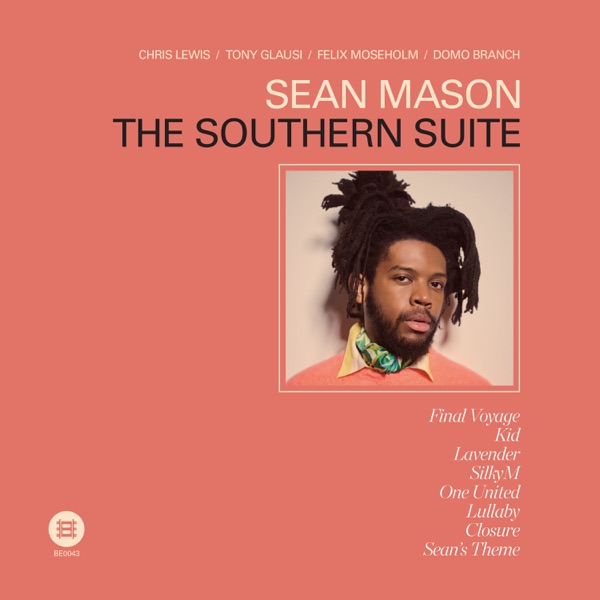 CHRIS LEWIS / TONY GLAUSI / FELIX MOSEHOLM / DOMO BRANCH
SEAN MASON
THE SOUTHERN SUITE
Final Voyage
Kid
Lavender
SilkyM
One United
Lullaby
Closure
Sean's Theme
BE0043